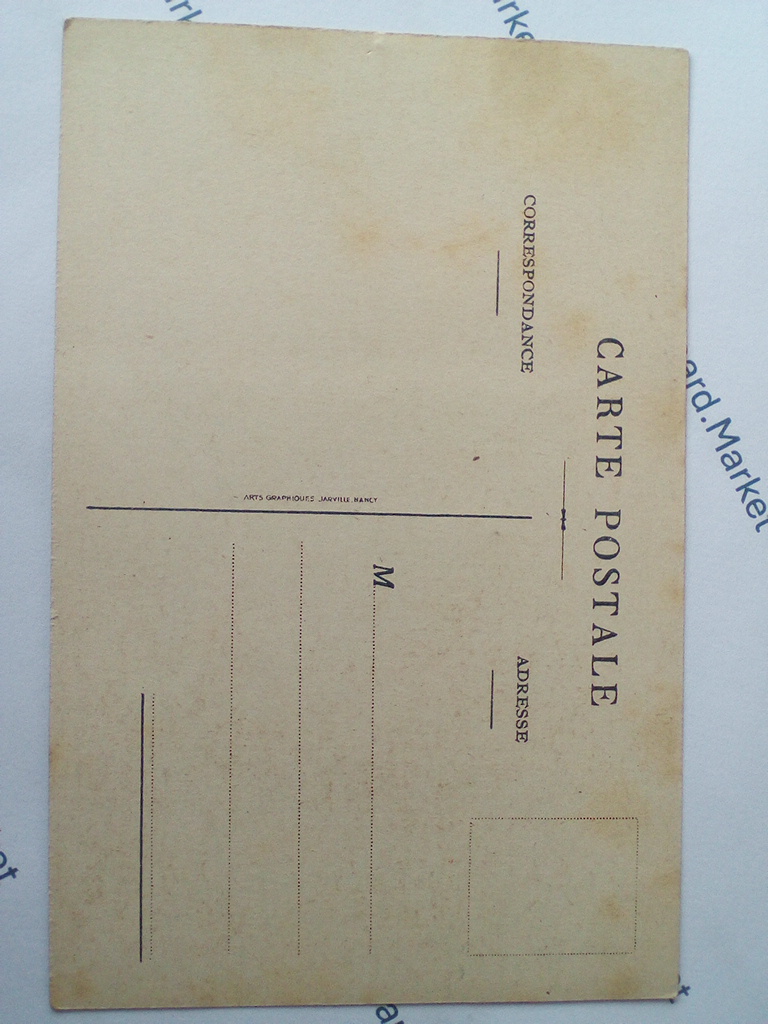 CARTE POSTALE
CORRESPONDANCE
ADRESSE
M
ARTS GRAPHIQUES JARVILLE.NANCY
ard.Market